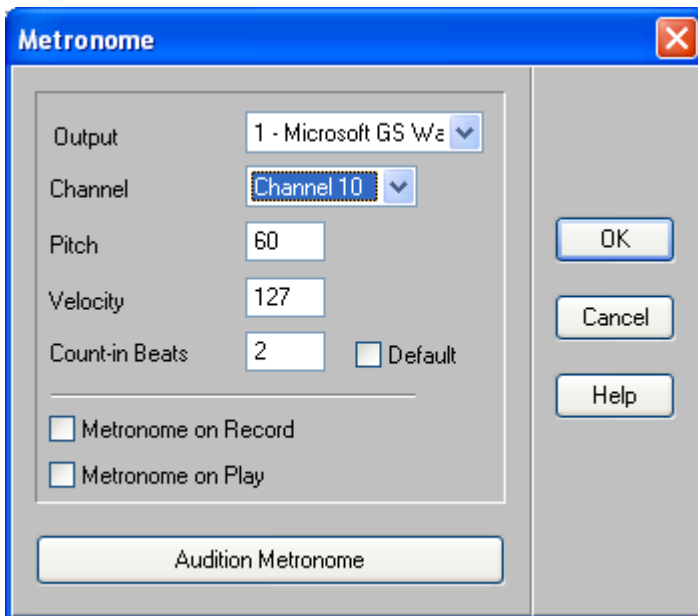 Metronome
Output 1 - Microsoft GS Wa
Channel Channel 10
Pitch 60
Velocity 127
Count-in Beats 2 Default
Metronome on Record
Metronome on Play
Audition Metronome
OK
Cancel
Help